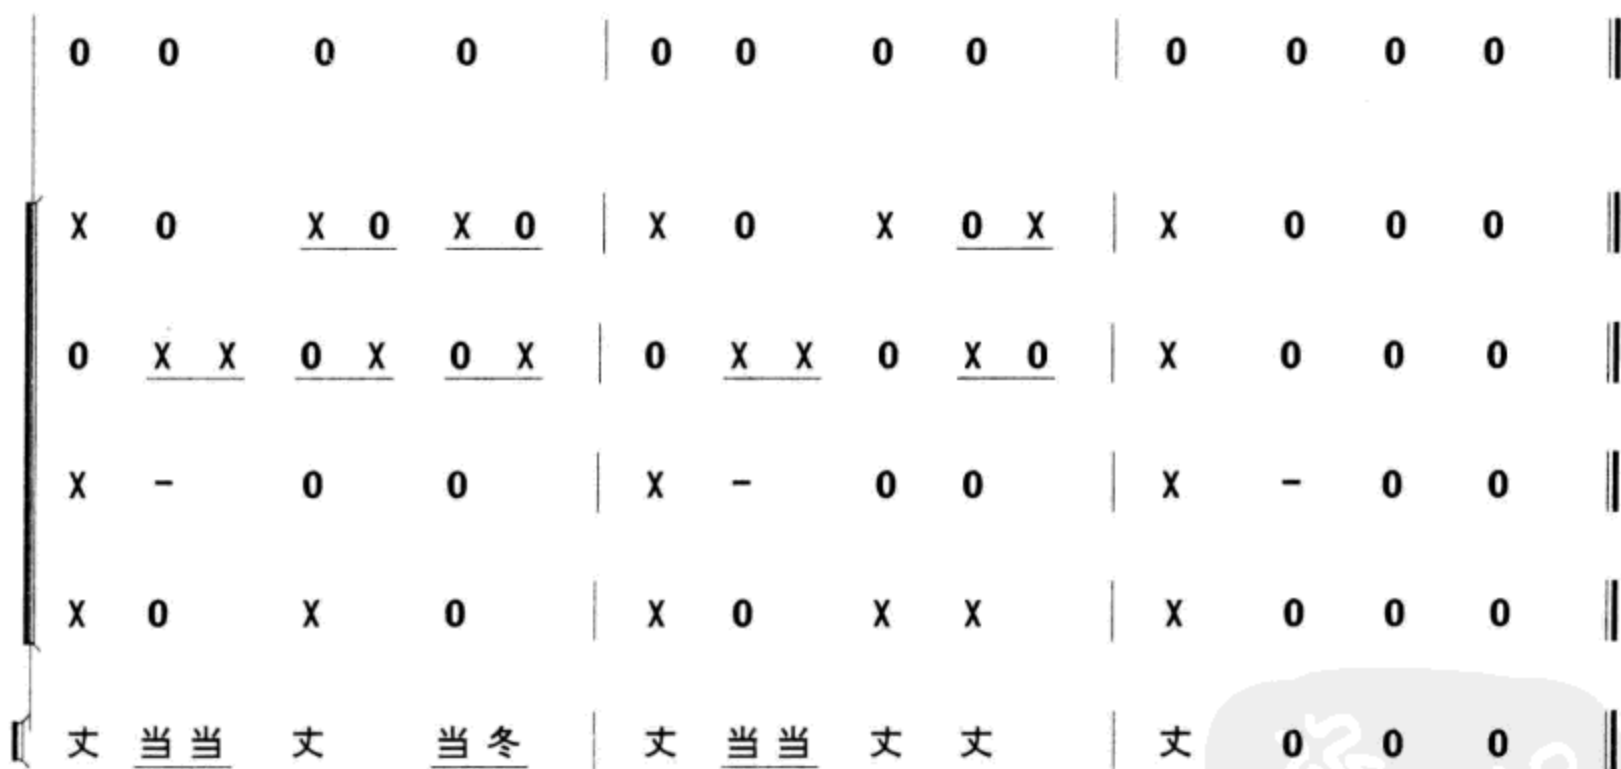 0 0 0 0 | 0 0 0 0 | 0 0 0 0 ‖
X 0 X 0 X 0 | X 0 X 0 X | X 0 0 0 ‖
0 X X 0 X 0 X | 0 X X 0 X 0 | X 0 0 0 ‖
X - 0 0 | X - 0 0 | X - 0 0 ‖
X 0 X 0 | X 0 X X | X 0 0 0 ‖
丈 当当 丈 当冬 | 丈 当当 丈 丈 | 丈 0 0 0 ‖